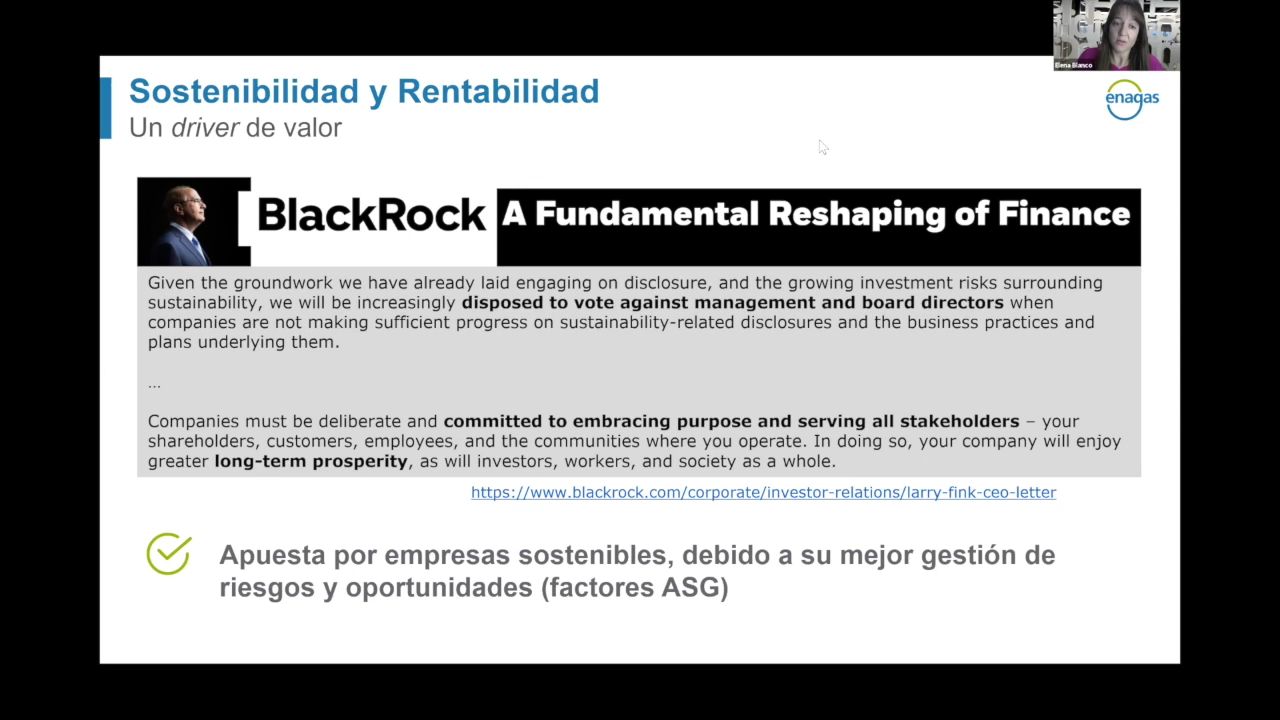 Elena Blanco
Sostenibilidad y Rentabilidad
Un driver de valor
enagas
BlackRock
A Fundamental Reshaping of Finance
Given the groundwork we have already laid engaging on disclosure, and the growing investment risks surrounding
sustainability, we will be increasingly disposed to vote against management and board directors when
companies are not making sufficient progress on sustainability-related disclosures and the business practices and
plans underlying them.
...
Companies must be deliberate and committed to embracing purpose and serving all stakeholders – your
shareholders, customers, employees, and the communities where you operate. In doing so, your company will enjoy
greater long-term prosperity, as will investors, workers, and society as a whole.
https://www.blackrock.com/corporate/investor-relations/larry-fink-ceo-letter
Apuesta por empresas sostenibles, debido a su mejor gestión de
riesgos y oportunidades (factores ASG)